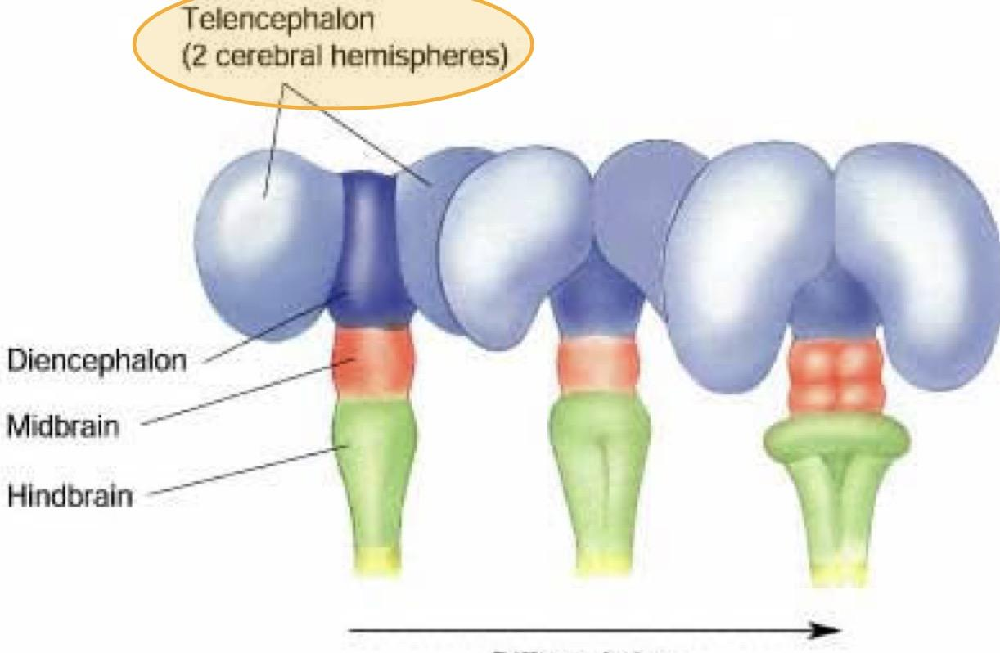 Telencephalon
(2 cerebral hemispheres)
Diencephalon
Midbrain
Hindbrain